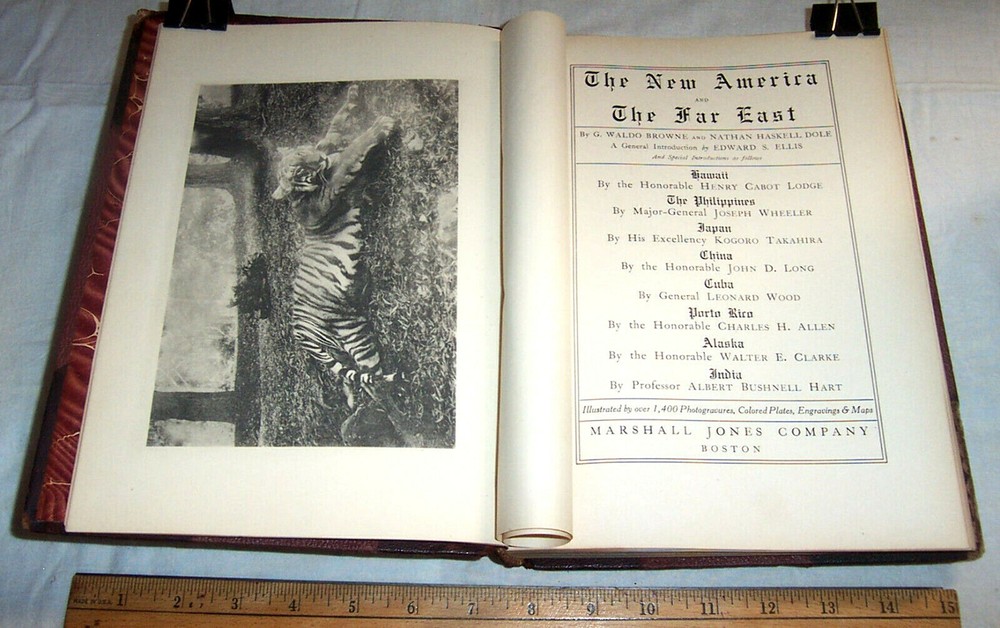 The New America
AND
The Far East
By G. WALDO BROWNE AND NATHAN HASKELL DOLE
A General Introduction by EDWARD S. ELLIS
And Special Introductions as follows
Hawaii
By the Honorable HENRY CABOT LODGE
The Philippines
By Major-General JOSEPH WHEELER
Japan
By His Excellency KOGORO TAKAHIRA
China
By the Honorable JOHN D. LONG
Cuba
By General LEONARD WOOD
Porto Rico
By the Honorable CHARLES H. ALLEN
Alaska
By the Honorable WALTER E. CLARKE
India
By Professor ALBERT BUSHNELL HART
Illustrated by over 1,400 Photogravures, Colored Plates, Engravings & Maps
MARSHALL JONES COMPANY
BOSTON
MADE IN U.S.A. 1 2 3 4 5 6 7 8 9 10 11 12 13 14 15